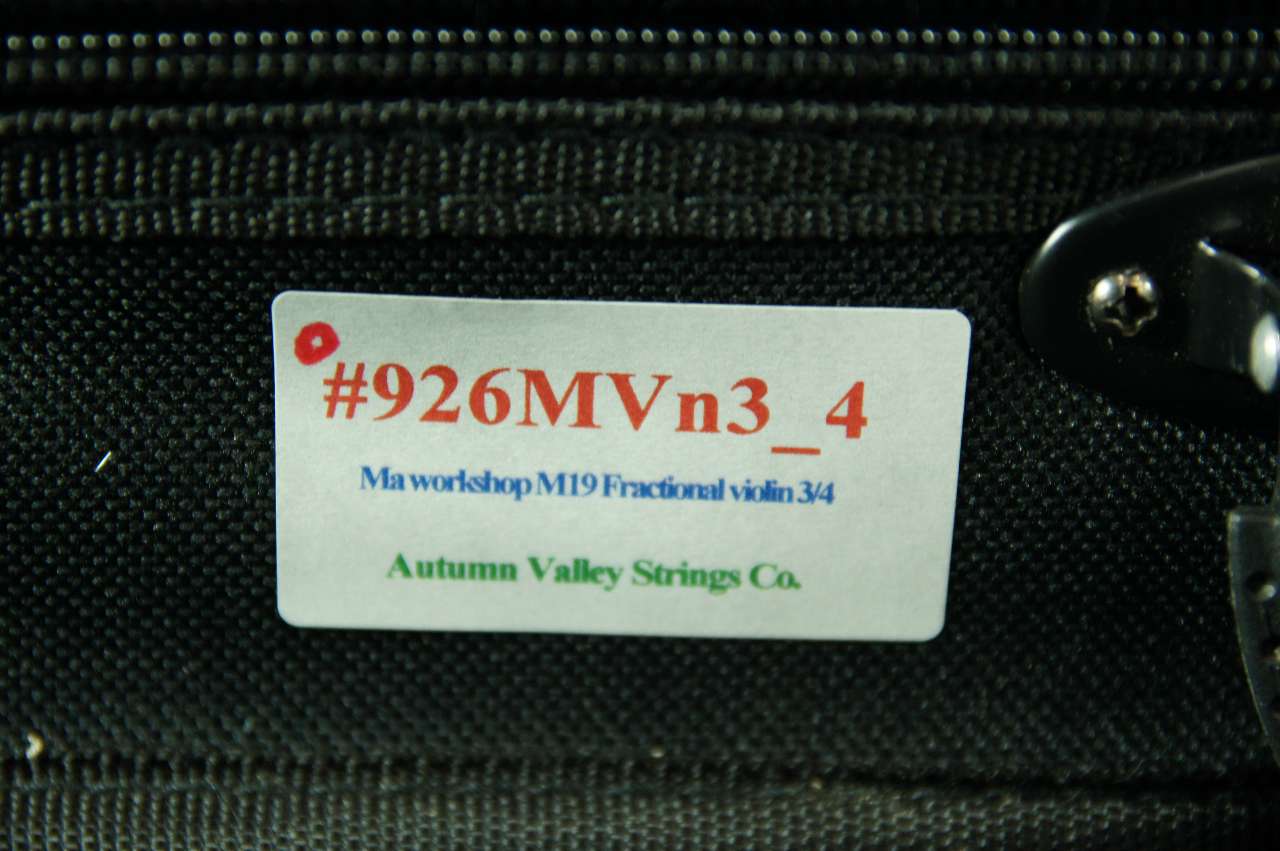 #926MVn3_4
Ma workshop M19 Fractional violin 3/4
Autumn Valley Strings Co.